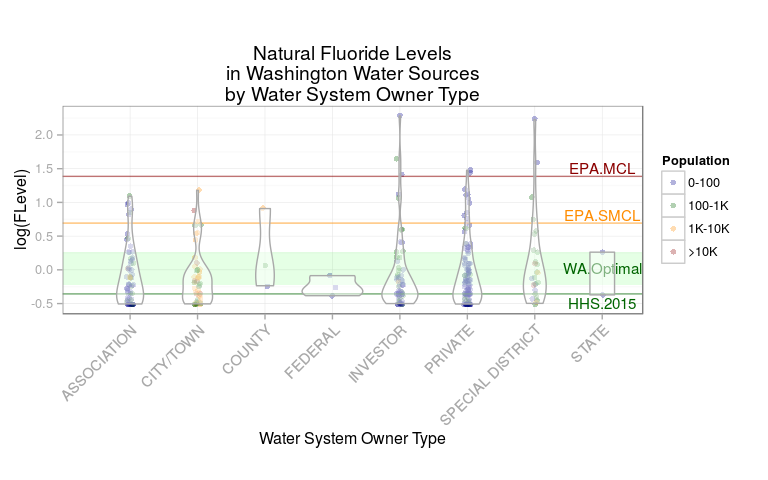 Natural Fluoride Levels
in Washington Water Sources
by Water System Owner Type
log(FLevel)
2.0
1.5
1.0
0.5
0.0
-0.5
EPA.MCL
EPA.SMCL
WA.Optimal
HHS.2015
ASSOCIATION
CITY/TOWN
COUNTY
FEDERAL
INVESTOR
PRIVATE
SPECIAL DISTRICT
STATE
Water System Owner Type
Population
0-100
100-1K
1K-10K
>10K